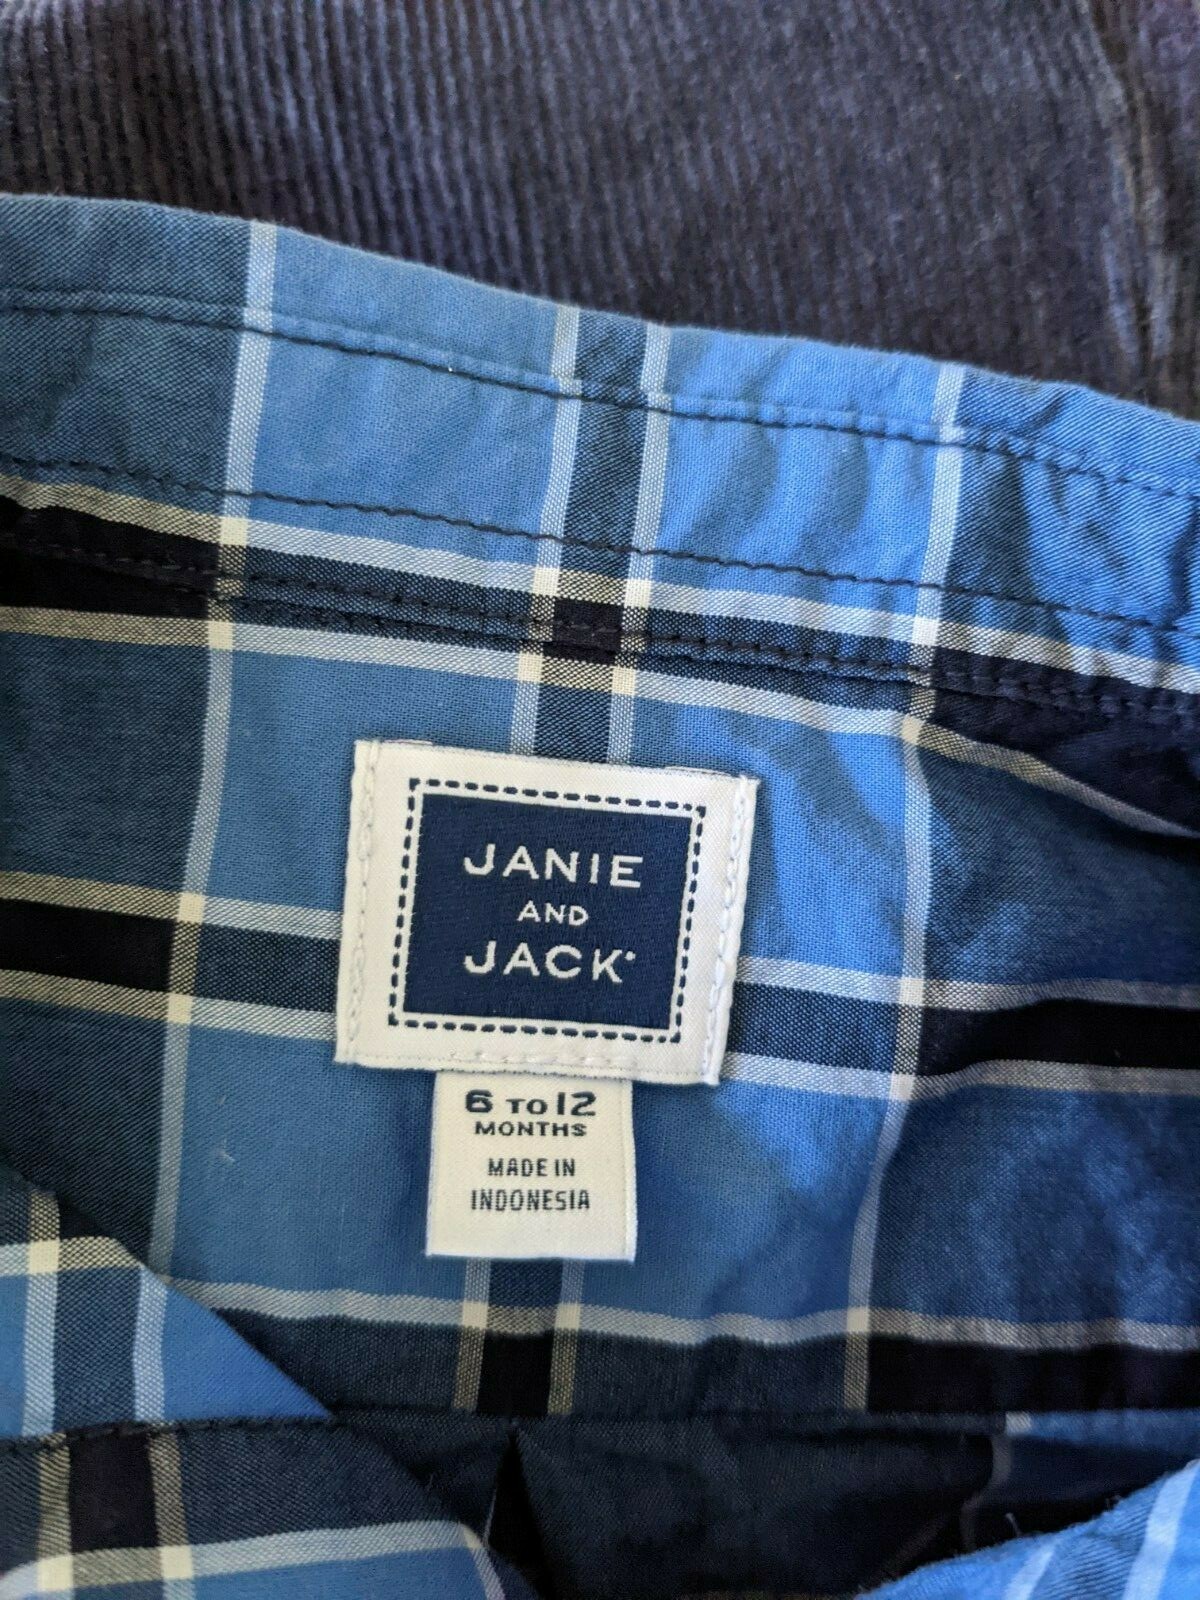 JANIE
AND
JACK
6 TO 12
MONTHS
MADE IN
INDONESIA